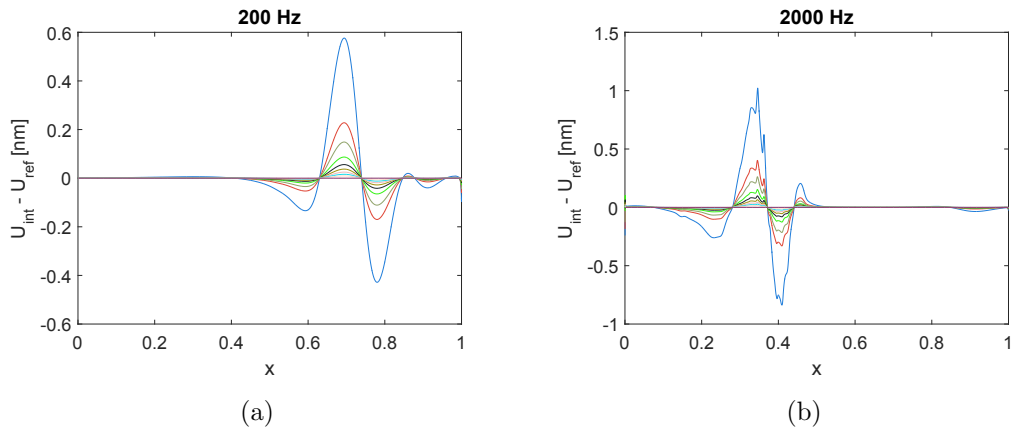 200 Hz
0.6
0.4
0.2
0
-0.2
-0.4
-0.6
U_int - U_ref [nm]
0 0.2 0.4 0.6 0.8 1
x
(a)
2000 Hz
1.5
1
0.5
0
-0.5
-1
U_int - U_ref [nm]
0 0.2 0.4 0.6 0.8 1
x
(b)